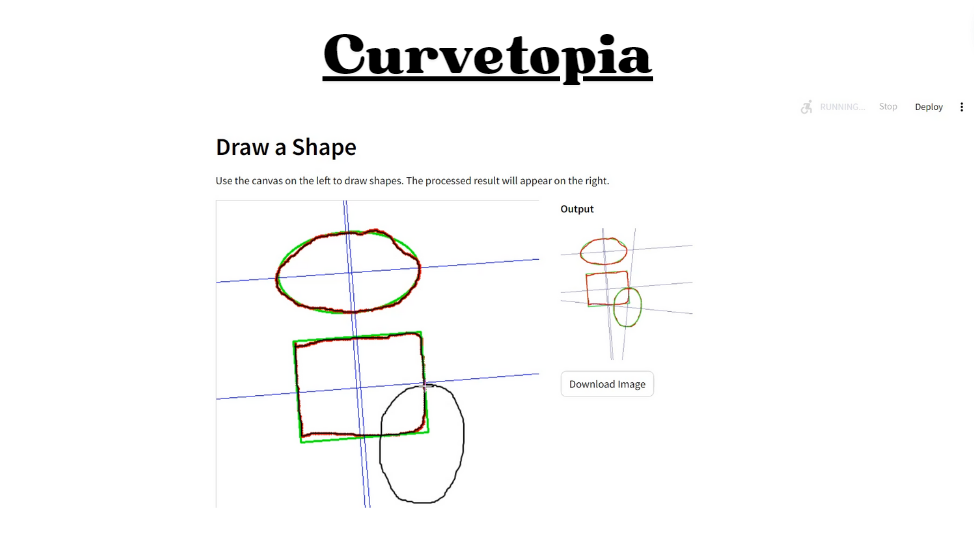 Curvetopia
RUNNING... Stop Deploy
Draw a Shape
Use the canvas on the left to draw shapes. The processed result will appear on the right.
Output
Download Image